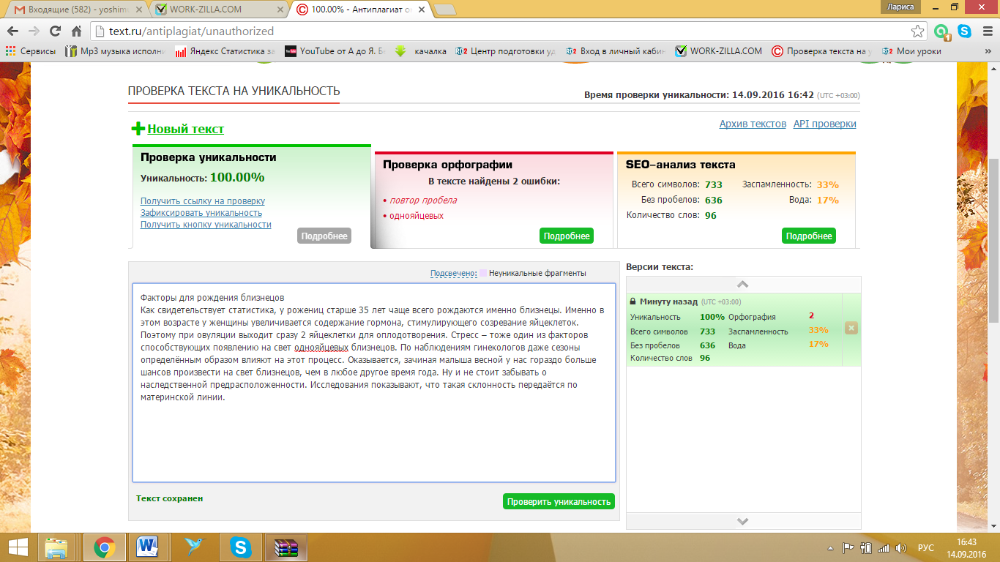 Входящие (582) - yoshime
WORK-ZILLA.COM
100.00% - Антиплагиат о
Лариса
text.ru/antiplagiat/unauthorized
1
Сервисы
Mp3 музыка исполни
Яндекс Статистика за
YouTube от А до Я. Б
качалка
Центр подготовки уд
Вход в личный кабин
WORK-ZILLA.COM
Проверка текста на у
Мои уроки
»
ПРОВЕРКА ТЕКСТА НА УНИКАЛЬНОСТЬ
Время проверки уникальности: 14.09.2016 16:42 (UTC +03:00)
Новый текст
Архив текстов
API проверки
Проверка уникальности
Уникальность: 100.00%
Получить ссылку на проверку
Зафиксировать уникальность
Получить кнопку уникальности
Подробнее
Проверка орфографии
В тексте найдены 2 ошибки:
• повтор пробела
• однояйцевых
Подробнее
SEO-анализ текста
Всего символов: 733 Заспамленность: 33%
Без пробелов: 636 Вода: 17%
Количество слов: 96
Подробнее
Подсвечено: Неуникальные фрагменты
Факторы для рождения близнецов
Как свидетельствует статистика, у рожениц старше 35 лет чаще всего рождаются именно близнецы. Именно в
этом возрасте у женщины увеличивается содержание гормона, стимулирующего созревание яйцеклеток.
Поэтому при овуляции выходит сразу 2 яйцеклетки для оплодотворения. Стресс – тоже один из факторов
способствующих появлению на свет однояйцевых близнецов. По наблюдениям гинекологов даже сезоны
определённым образом влияют на этот процесс. Оказывается, зачиная малыша весной у нас гораздо больше
шансов произвести на свет близнецов, чем в любое другое время года. Ну и не стоит забывать о
наследственной предрасположенности. Исследования показывают, что такая склонность передаётся по
материнской линии.
Текст сохранен
Проверить уникальность
Версии текста:
Минуту назад (UTC +03:00)
Уникальность 100% Орфография 2
Всего символов 733 Заспамленность 33%
Без пробелов 636 Вода 17%
Количество слов 96
РУС
16:43
14.09.2016